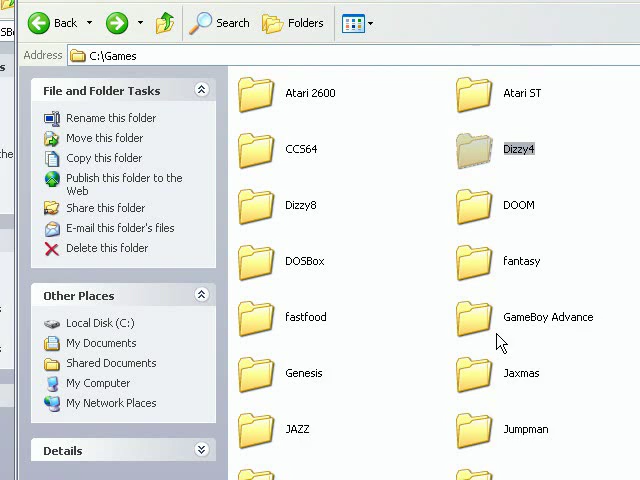 Back
Search
Folders
Address
C:\Games
File and Folder Tasks
Rename this folder
Move this folder
Copy this folder
Publish this folder to the
Web
Share this folder
E-mail this folder's files
Delete this folder
Other Places
Local Disk (C:)
My Documents
Shared Documents
My Computer
My Network Places
Details
Atari 2600
Atari ST
CCS64
Dizzy4
Dizzy8
DOOM
DOSBox
fantasy
fastfood
GameBoy Advance
Genesis
Jaxmas
JAZZ
Jumpman